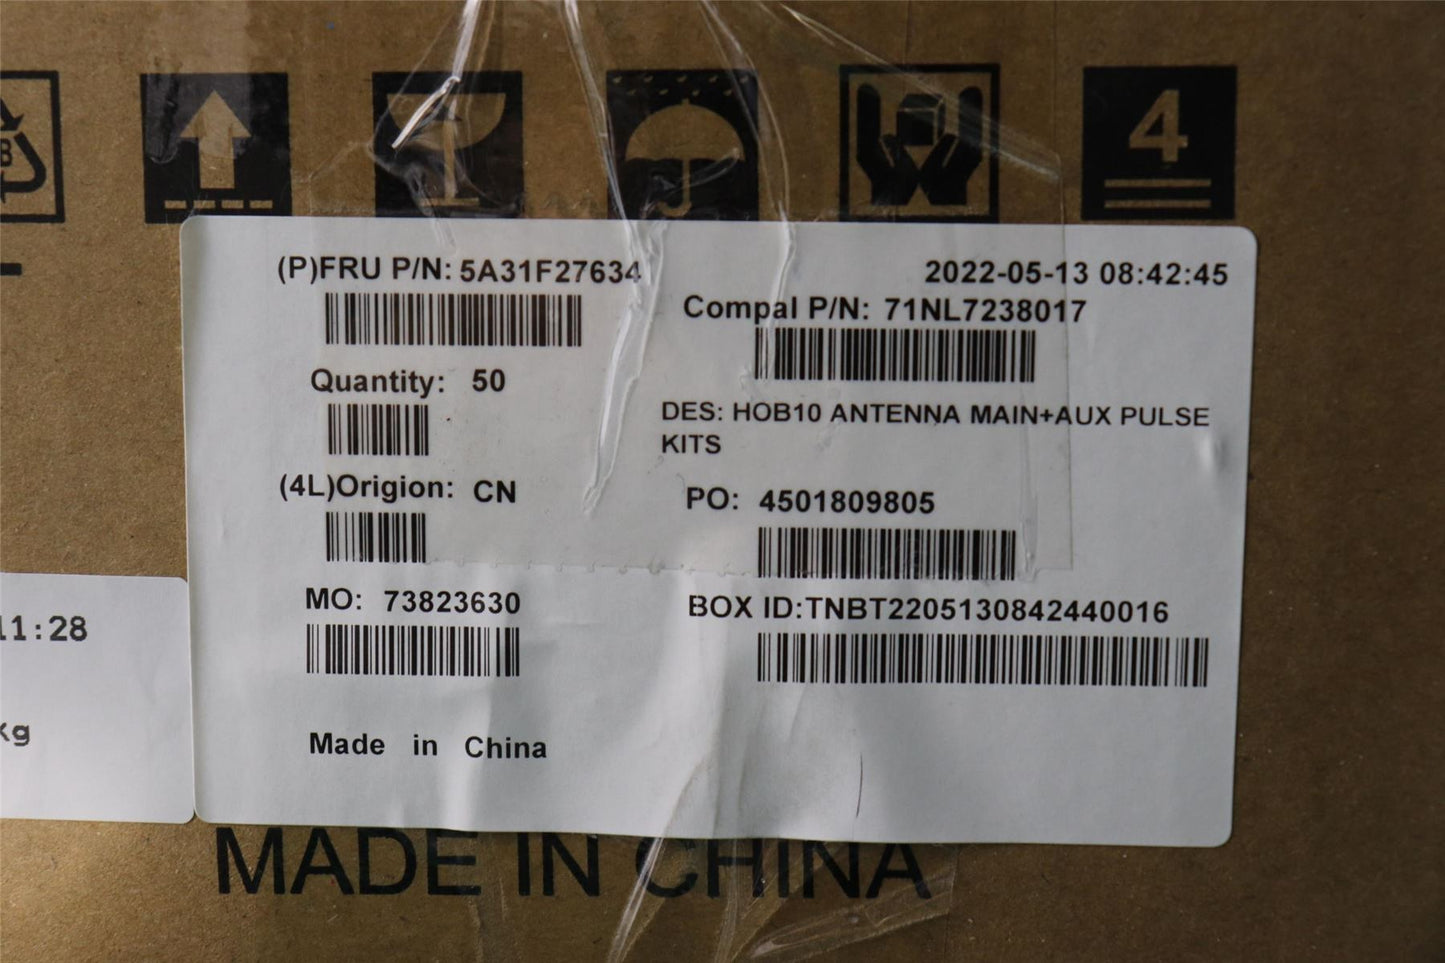 4
(P)FRU P/N: 5A31F27634
2022-05-13 08:42:45
Compal P/N: 71NL7238017
Quantity: 50
DES: HOB10 ANTENNA MAIN+AUX PULSE
KITS
(4L)Origion: CN
PO: 4501809805
MO: 73823630
BOX ID:TNBT2205130842440016
11:28
Kg
Made in China
MADE IN CHINA